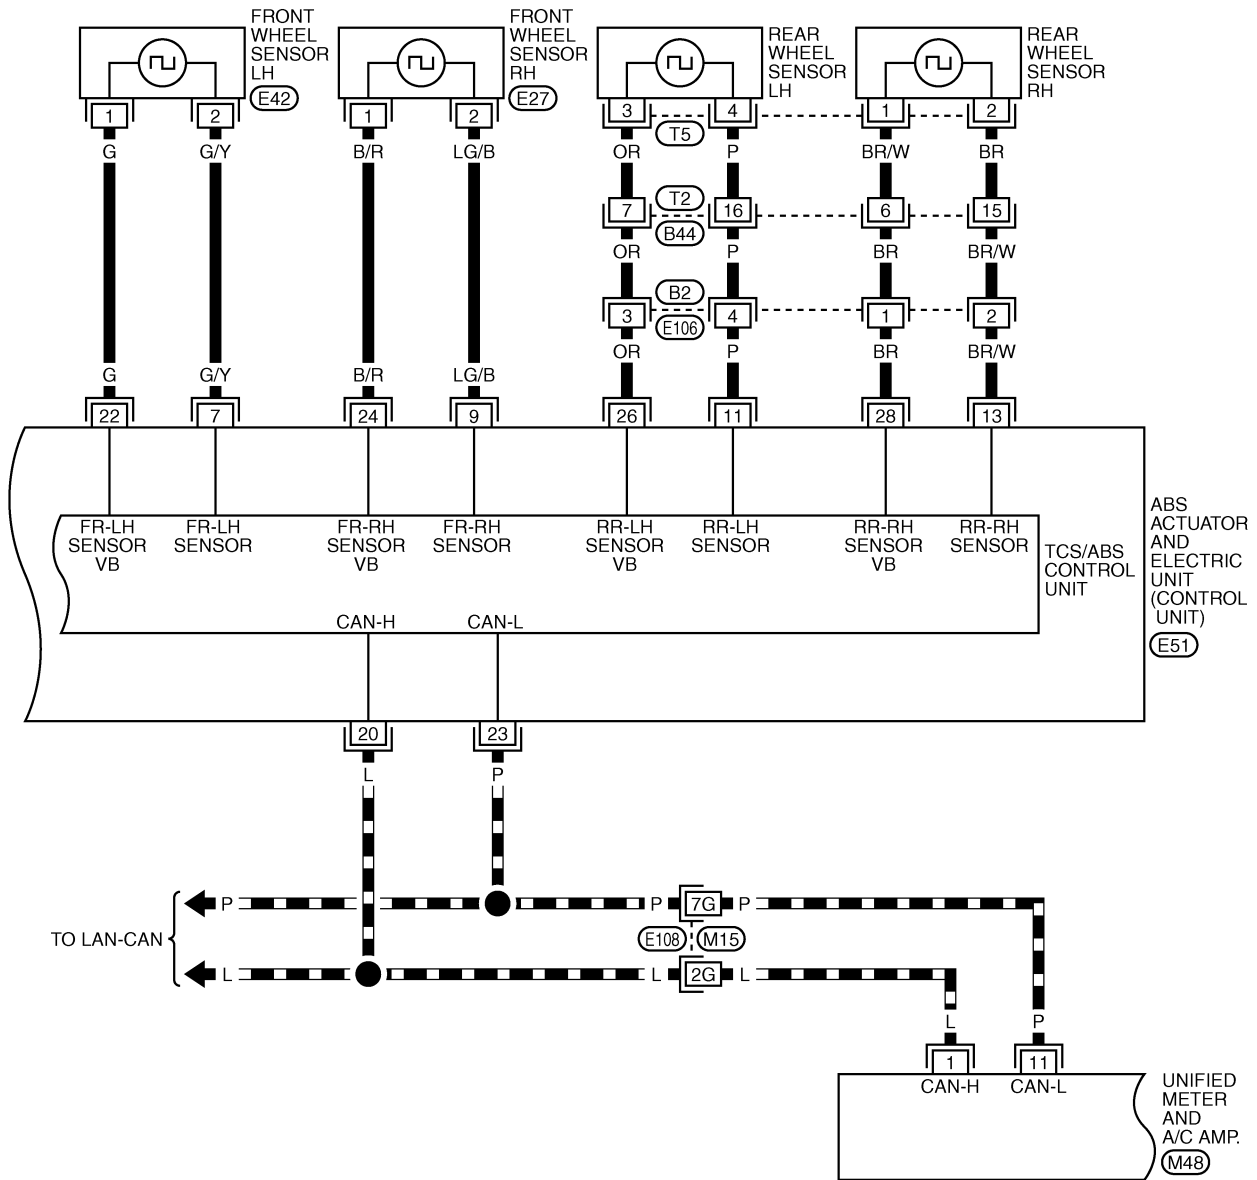 FRONT
WHEEL
SENSOR
LH
E42
FRONT
WHEEL
SENSOR
RH
E27
REAR
WHEEL
SENSOR
LH
REAR
WHEEL
SENSOR
RH
1 2 1 2 3 4 1 2
T5
G G/Y B/R LG/B OR P BR/W BR
T2
7 16 6 15
B44
OR P BR BR/W
B2
3 4 1 2
E106
OR P BR BR/W
G G/Y B/R LG/B
22 7 24 9 26 11 28 13
FR-LH
SENSOR
VB
FR-LH
SENSOR
FR-RH
SENSOR
VB
FR-RH
SENSOR
RR-LH
SENSOR
VB
RR-LH
SENSOR
RR-RH
SENSOR
VB
RR-RH
SENSOR
TCS/ABS
CONTROL
UNIT
ABS
ACTUATOR
AND
ELECTRIC
UNIT
(CONTROL
UNIT)
E51
CAN-H CAN-L
20 23
L P
P P 7G P
TO LAN-CAN
E108 M15
L L 2G L
L P
1 11
CAN-H CAN-L
UNIFIED
METER
AND
A/C AMP.
M48